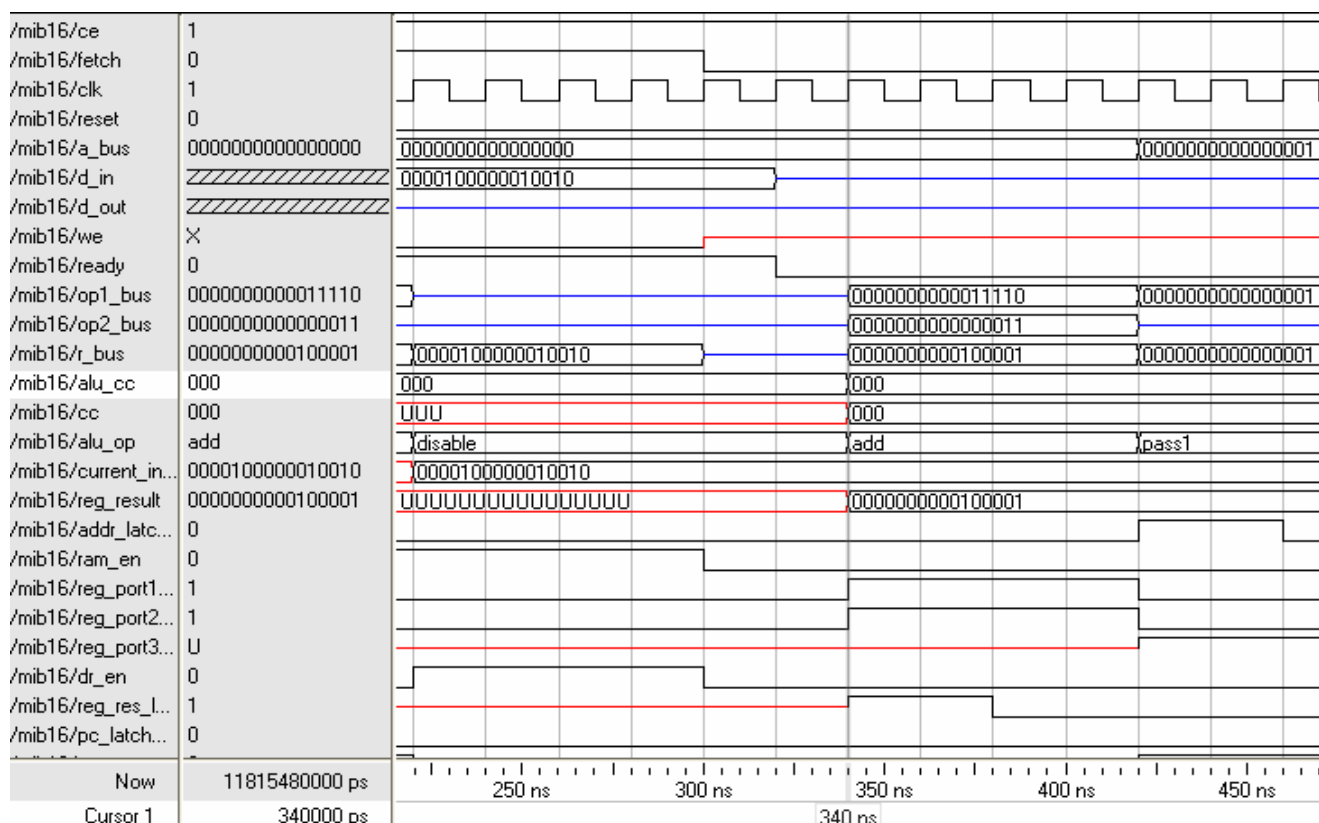 /mib16/ce 1
/mib16/fetch 0
/mib16/clk 1
/mib16/reset 0
/mib16/a_bus 0000000000000000 0000000000000000 0000000000000001
/mib16/d_in 0000100000010010
/mib16/d_out
/mib16/we X
/mib16/ready 0
/mib16/op1_bus 0000000000011110 0000000000011110 0000000000000001
/mib16/op2_bus 0000000000000011 0000000000000011
/mib16/r_bus 0000000000100001 0000100000010010 0000000000100001 0000000000000001
/mib16/alu_cc 000 000 000
/mib16/cc 000 UUU 000
/mib16/alu_op add disable add pass1
/mib16/current_in... 0000100000010010 0000100000010010
/mib16/reg_result 0000000000100001 UUUUUUUUUUUUUUUU 0000000000100001
/mib16/addr_latc... 0
/mib16/ram_en 0
/mib16/reg_port1... 1
/mib16/reg_port2... 1
/mib16/reg_port3... U
/mib16/dr_en 0
/mib16/reg_res_l... 1
/mib16/pc_latch... 0
Now 11815480000 ps 250 ns 300 ns 350 ns 400 ns 450 ns
Cursor 1 340000 ps 340 ns